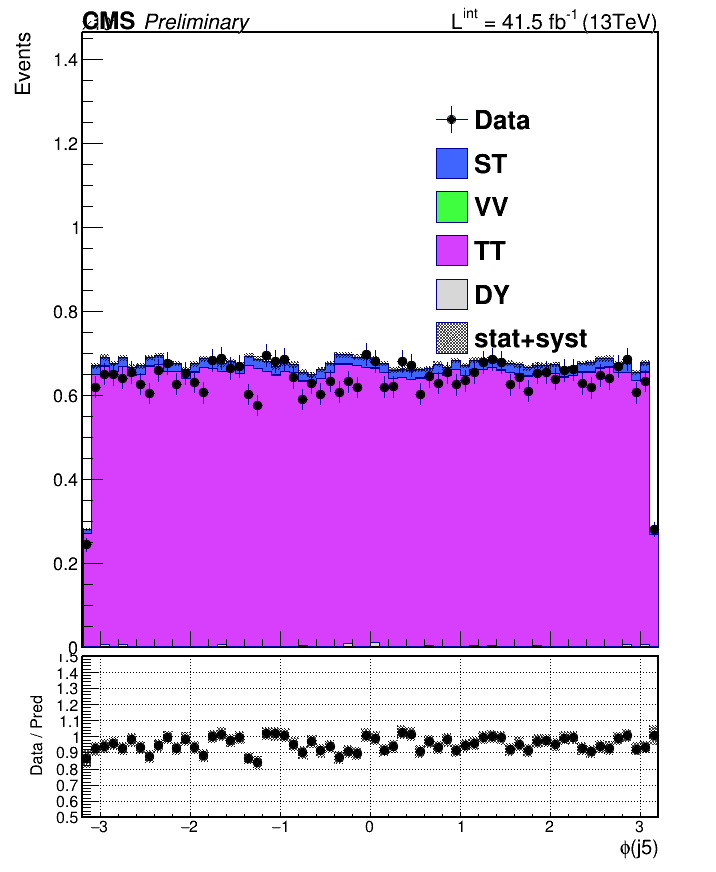 CMS Preliminary
L^int = 41.5 fb^-1 (13TeV)
Events
1.4
1.2
1
0.8
0.6
0.4
0.2
0
Data
ST
VV
TT
DY
stat+syst
Data / Pred
1.5
1.4
1.3
1.2
1.1
1
0.9
0.8
0.7
0.6
0.5
−3 −2 −1 0 1 2 3
ϕ(j5)